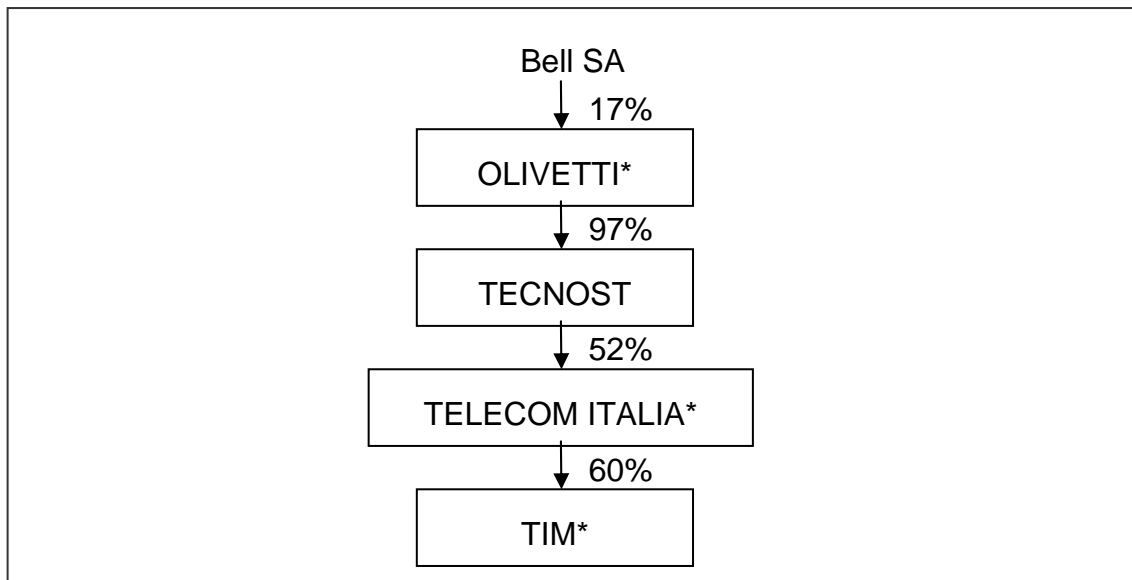 Bell SA
17%
OLIVETTI*
97%
TECNOST
52%
TELECOM ITALIA*
60%
TIM*